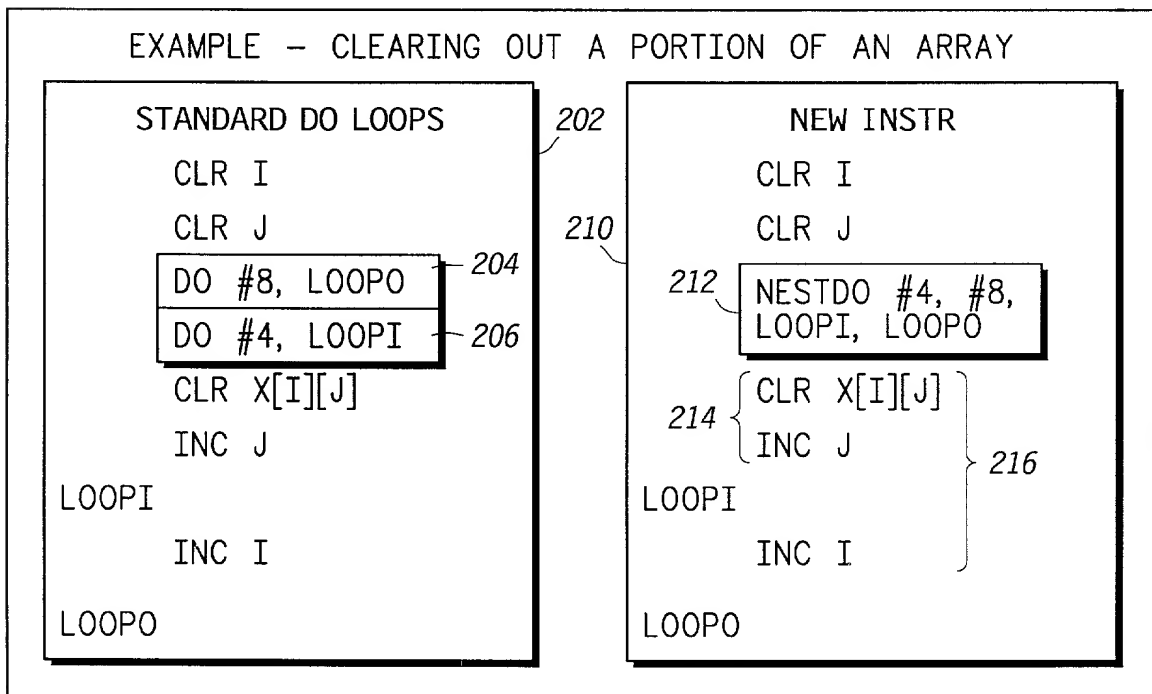 EXAMPLE - CLEARING OUT A PORTION OF AN ARRAY
STANDARD DO LOOPS
202
CLR I
CLR J
DO #8, LOOPO
204
DO #4, LOOPI
206
CLR X[I][J]
INC J
LOOPI
INC I
LOOPO
NEW INSTR
210
CLR I
CLR J
212
NESTDO #4, #8,
LOOPI, LOOPO
214
CLR X[I][J]
INC J
216
LOOPI
INC I
LOOPO